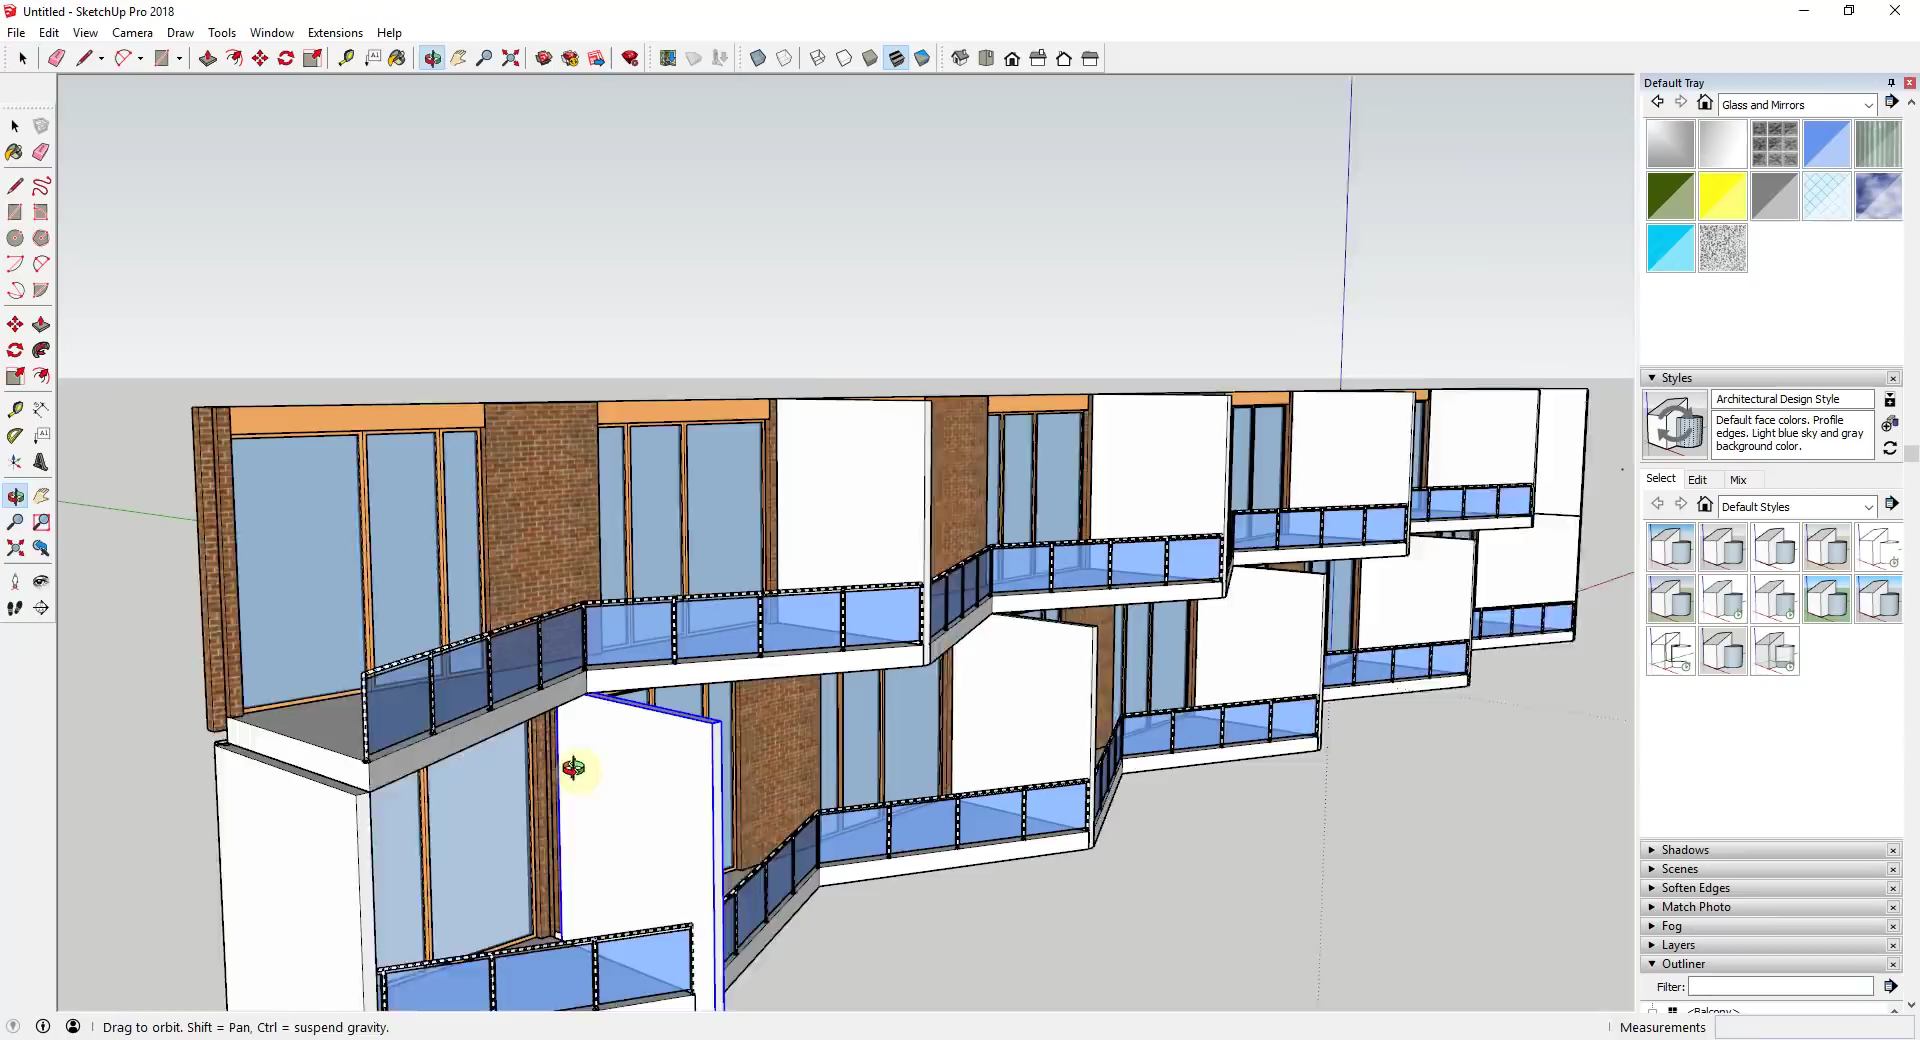 Untitled - SketchUp Pro 2018
File Edit View Camera Draw Tools Window Extensions Help
Default Tray
Glass and Mirrors
Styles
Architectural Design Style
Default face colors. Profile
edges. Light blue sky and gray
background color.
Select Edit Mix
Default Styles
Shadows
Scenes
Soften Edges
Match Photo
Fog
Layers
Outliner
Filter:
<Balcony>
Drag to orbit. Shift = Pan, Ctrl = suspend gravity.
Measurements